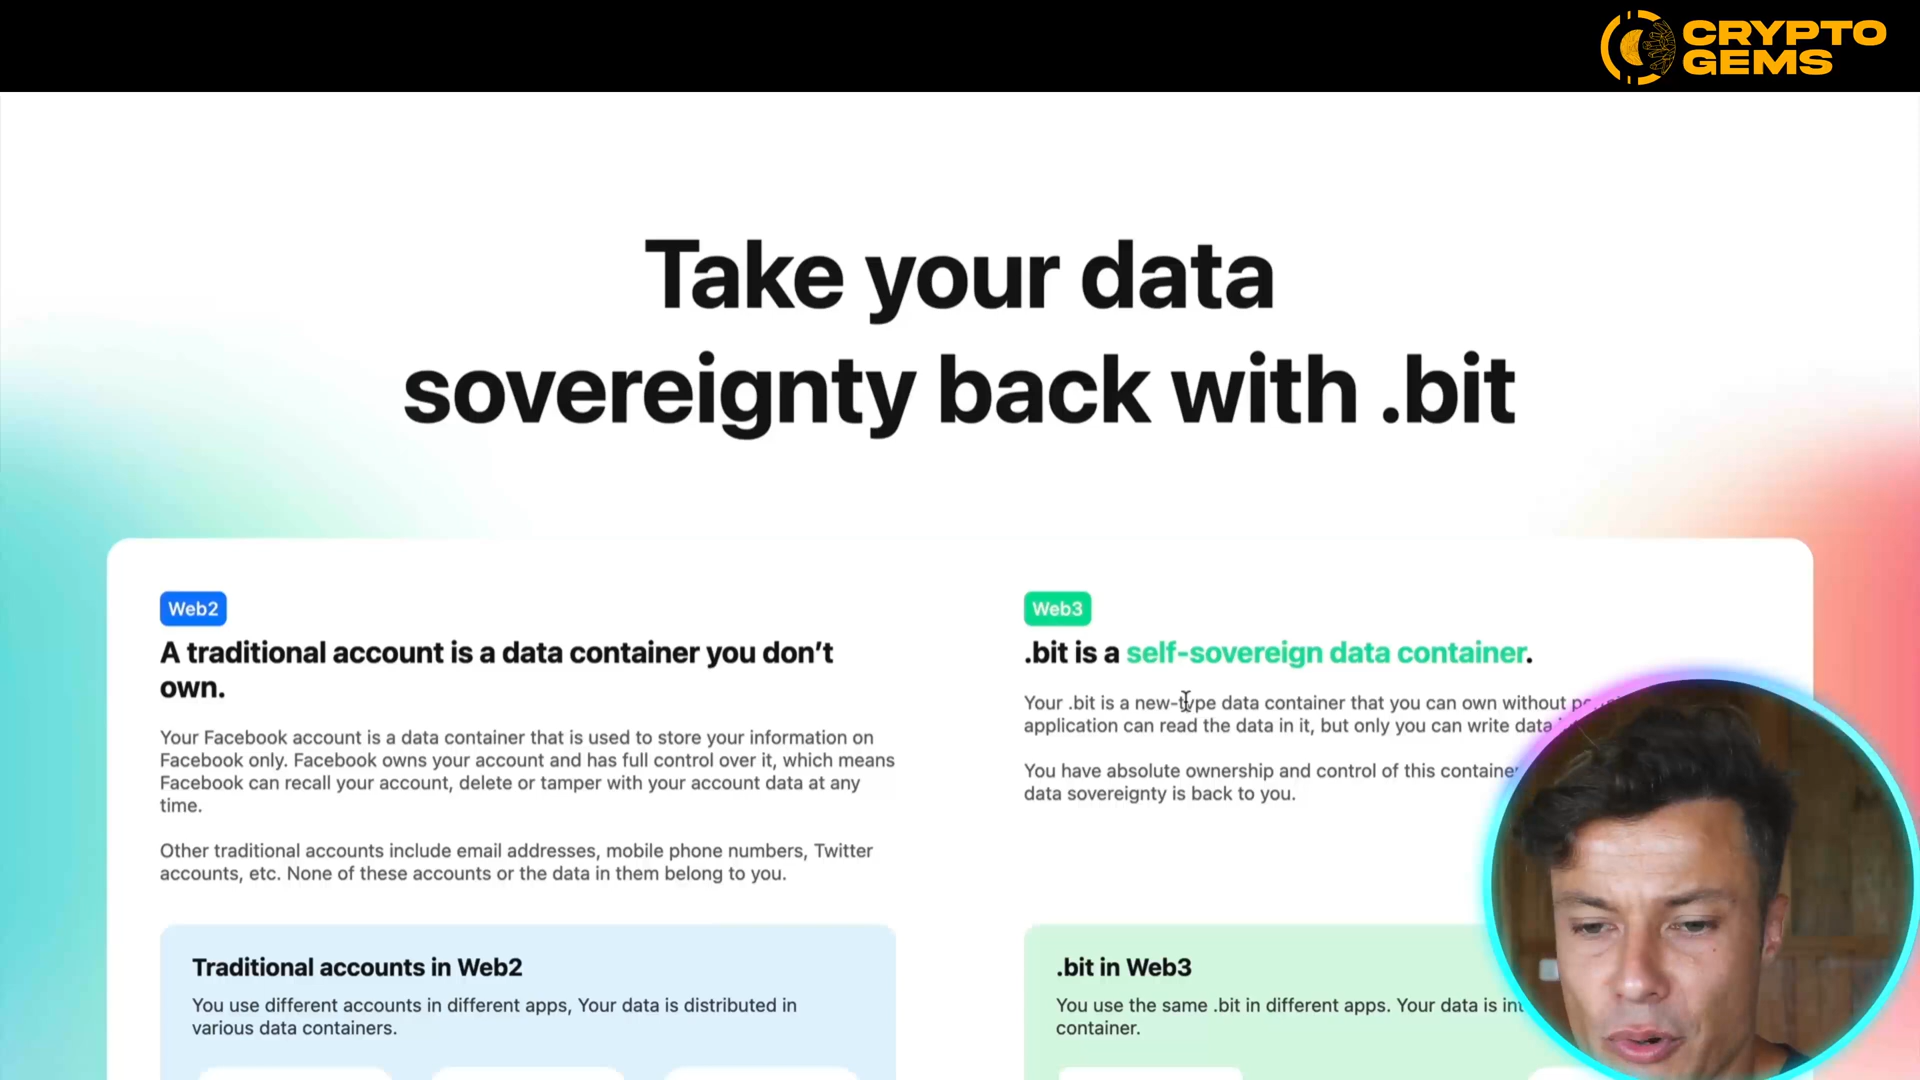 CRYPTO
GEMS
Take your data
sovereignty back with .bit
Web2
A traditional account is a data container you don’t
own.
Your Facebook account is a data container that is used to store your information on
Facebook only. Facebook owns your account and has full control over it, which means
Facebook can recall your account, delete or tamper with your account data at any
time.
Other traditional accounts include email addresses, mobile phone numbers, Twitter
accounts, etc. None of these accounts or the data in them belong to you.
Traditional accounts in Web2
You use different accounts in different apps, Your data is distributed in
various data containers.
Web3
.bit is a self-sovereign data container.
Your .bit is a new-type data container that you can own without
application can read the data in it, but only you can write data
You have absolute ownership and control of this container
data sovereignty is back to you.
.bit in Web3
You use the same .bit in different apps. Your data is
container.